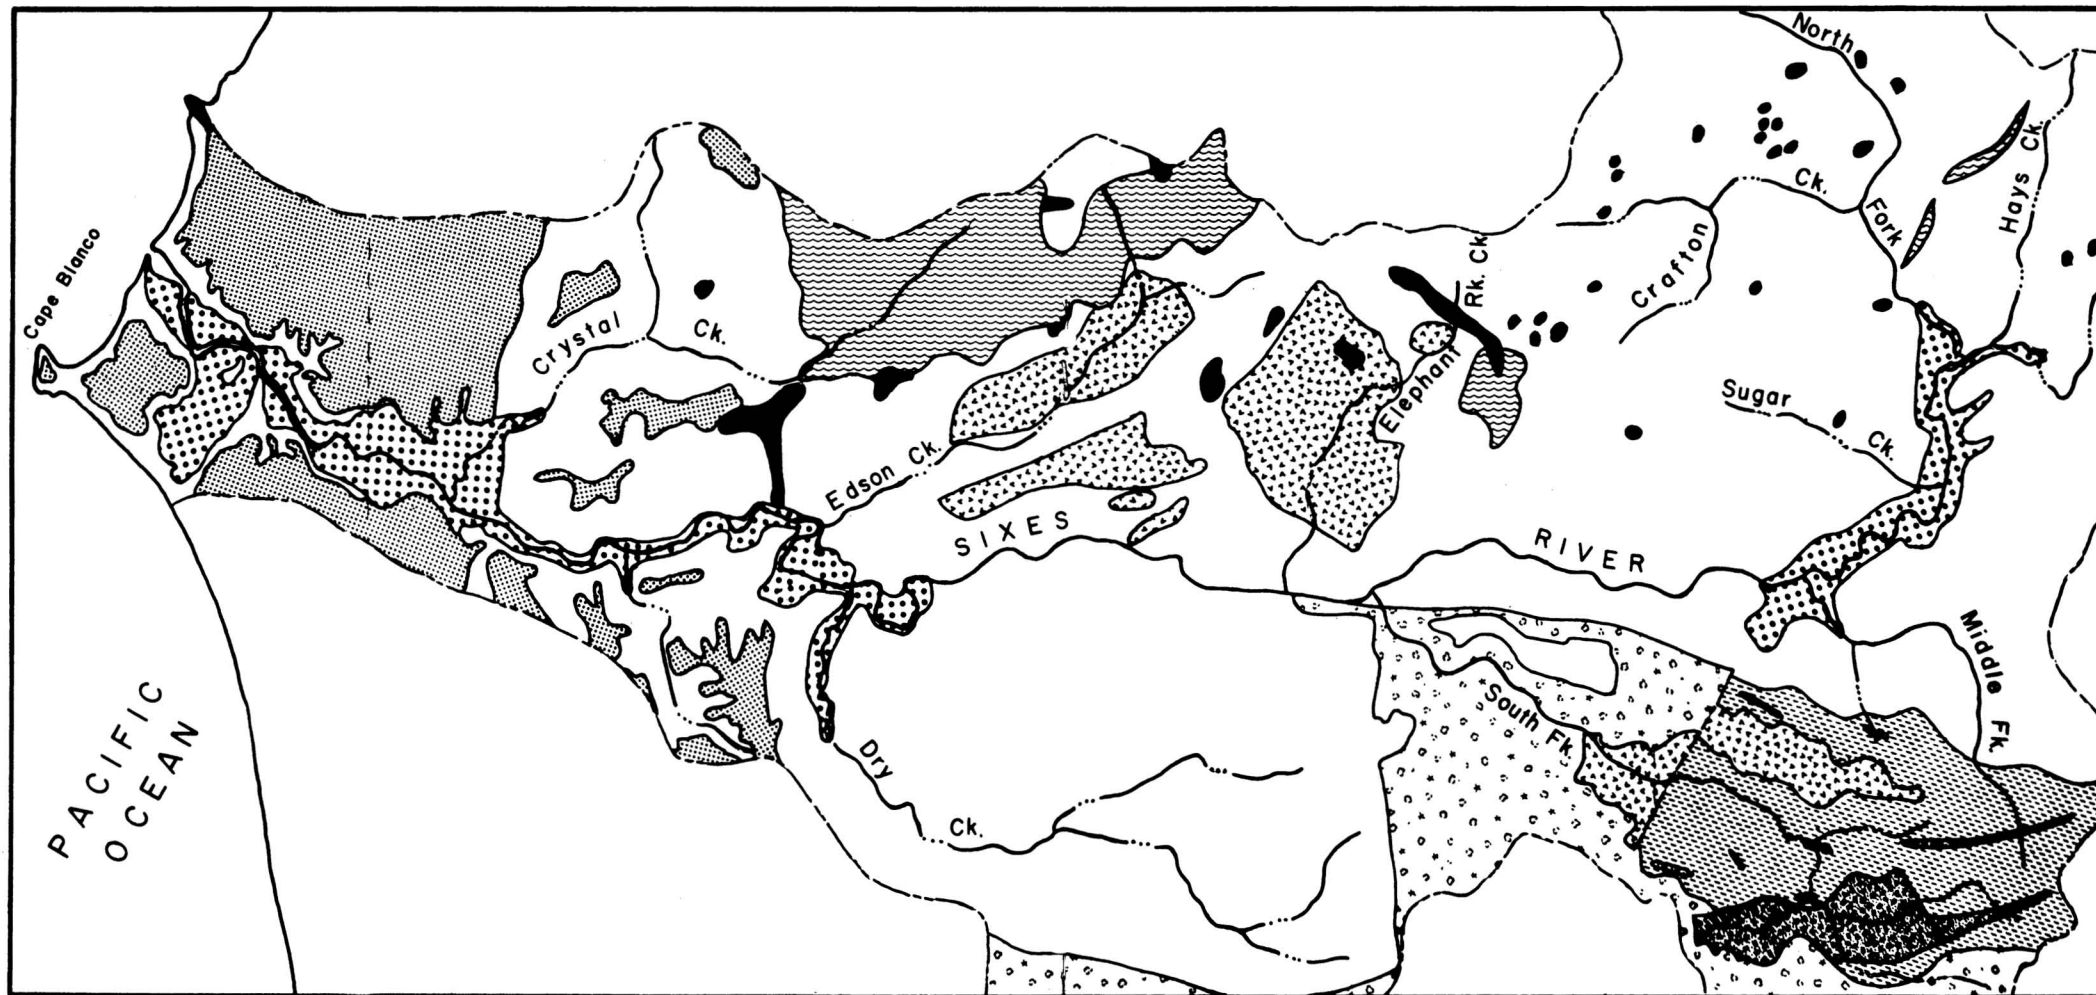 North
Fork
Ck.
Hays Ck.
Cape Blanco
Crystal
Ck.
Rk. Ck.
Elephant
Crafton
Sugar
Ck.
Edson Ck.
SIXES
RIVER
Middle
Fk.
South Fk.
Dry
Ck.
PACIFIC
OCEAN